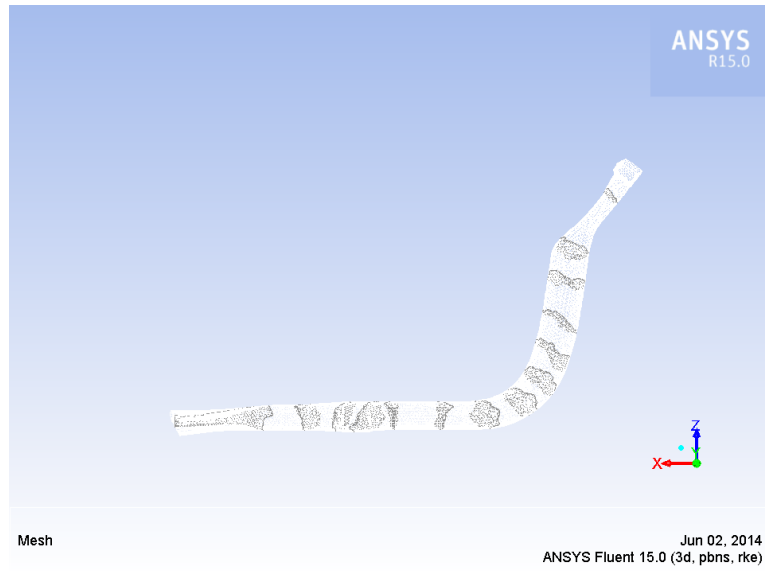 ANSYS
R15.0
Z
Y
X
Mesh
Jun 02, 2014
ANSYS Fluent 15.0 (3d, pbns, rke)